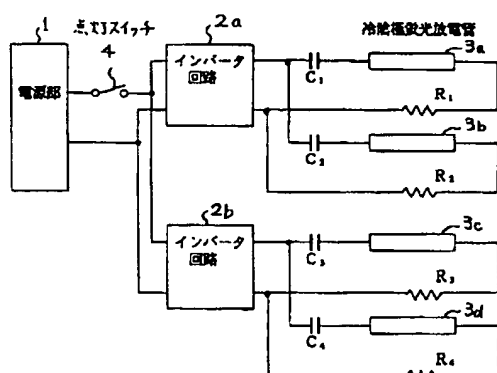 1
電源部
点灯スイッチ
4
2a
インバータ
回路
2b
インバータ
回路
冷陰極蛍光放電管
3a
C₁
R₁
3b
C₂
R₂
3c
C₃
R₃
3d
C₄
R₄